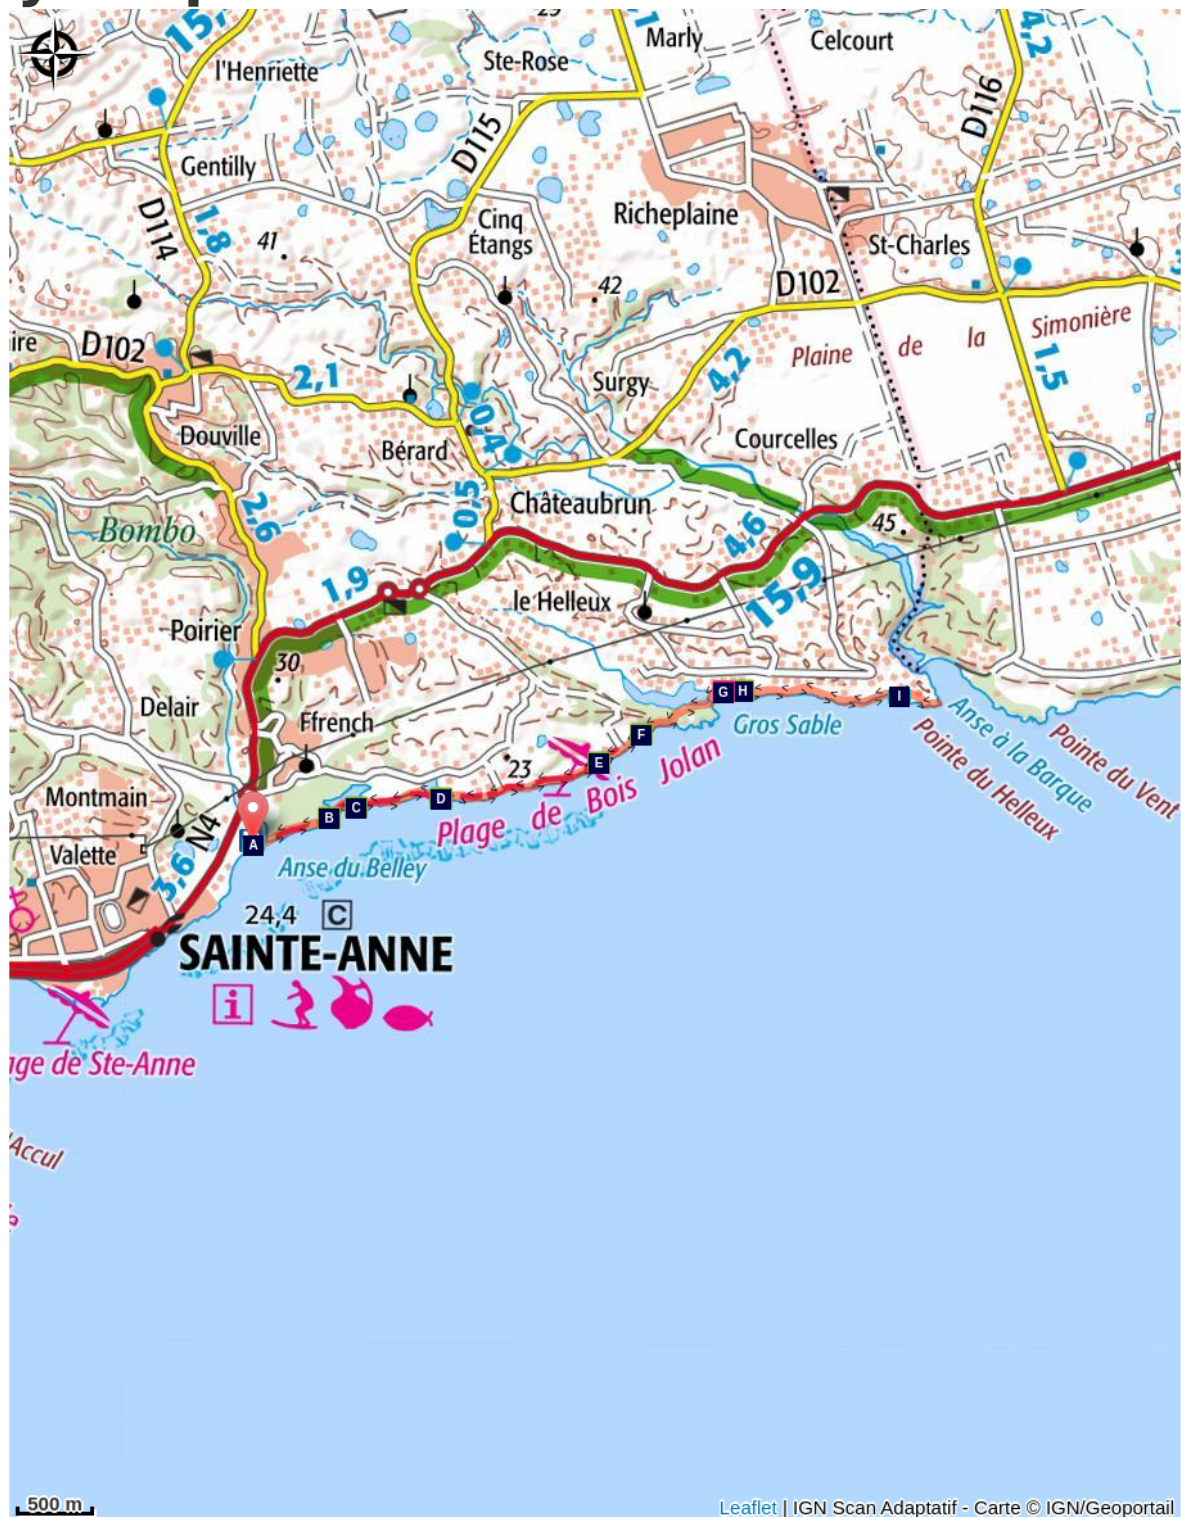 15,
29
Marly
Celcourt
4,2
l'Henriette
Ste-Rose
D116
D115
Gentilly
D114
1,8
41
Cinq
Étangs
Richeplaine
St-Charles
42
D102
Simonière
ire
D102
Plaine de la
2,1
Surgy
4,2
1,5
0,4
Douville
Bérard
Courcelles
2,6
0,5
Châteaubrun
Bombo
45
4,6
1,9
15,9
le Helleux
Poirier
30
Delair
Ffrench
G
H
I
Gros Sable
Anse à la Barque
Pointe du Vent
Pointe du Helleux
F
E
23
Plage de Bois Jolan
Montmain
D
C
B
N4
A
Valette
3,6
Anse du Belley
24,4
C
SAINTE-ANNE
i
age de Ste-Anne
l'Accul
500 m
Leaflet | IGN Scan Adaptatif - Carte © IGN/Geoportail